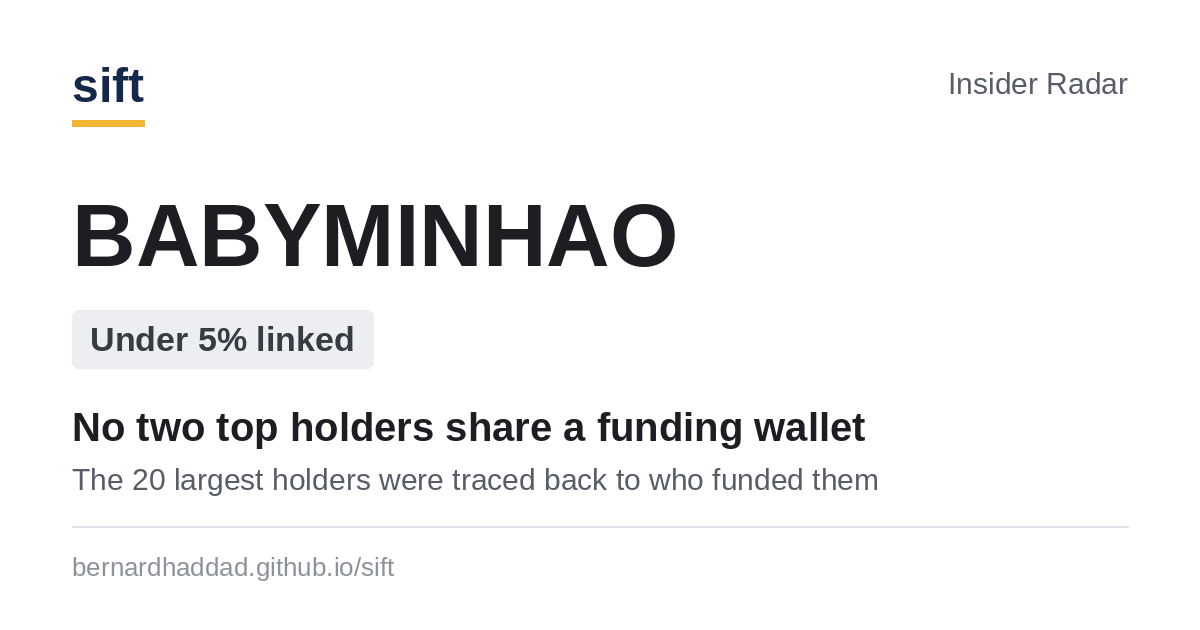 sift
Insider Radar
BABYMINHAO
Under 5% linked
No two top holders share a funding wallet
The 20 largest holders were traced back to who funded them
bernardhaddad.github.io/sift